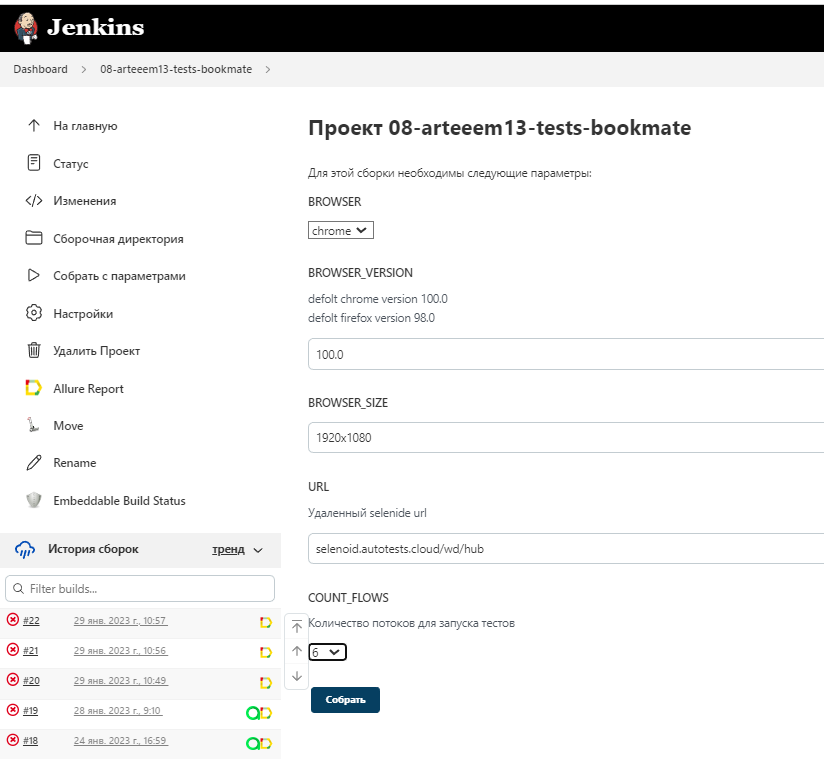 Jenkins
Dashboard
08-arteeem13-tests-bookmate
На главную
Статус
Изменения
Сборочная директория
Собрать с параметрами
Настройки
Удалить Проект
Allure Report
Move
Rename
Embeddable Build Status
История сборок тренд
Filter builds...
#22 29 янв. 2023 г., 10:57
#21 29 янв. 2023 г., 10:56
#20 29 янв. 2023 г., 10:49
#19 28 янв. 2023 г., 9:10
#18 24 янв. 2023 г., 16:59
Проект 08-arteeem13-tests-bookmate
Для этой сборки необходимы следующие параметры:
BROWSER
chrome
BROWSER_VERSION
defolt chrome version 100.0
defolt firefox version 98.0
100.0
BROWSER_SIZE
1920x1080
URL
Удаленный selenide url
selenoid.autotests.cloud/wd/hub
COUNT_FLOWS
Количество потоков для запуска тестов
6
Собрать